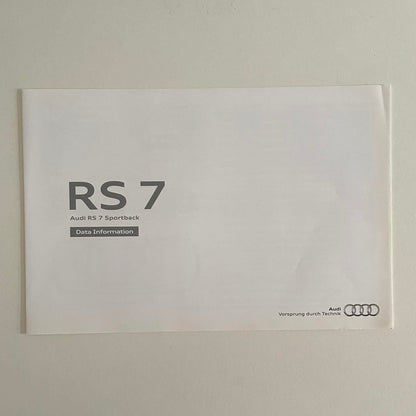 RS 7
Audi RS 7 Sportback
Data Information
Audi
Vorsprung durch Technik